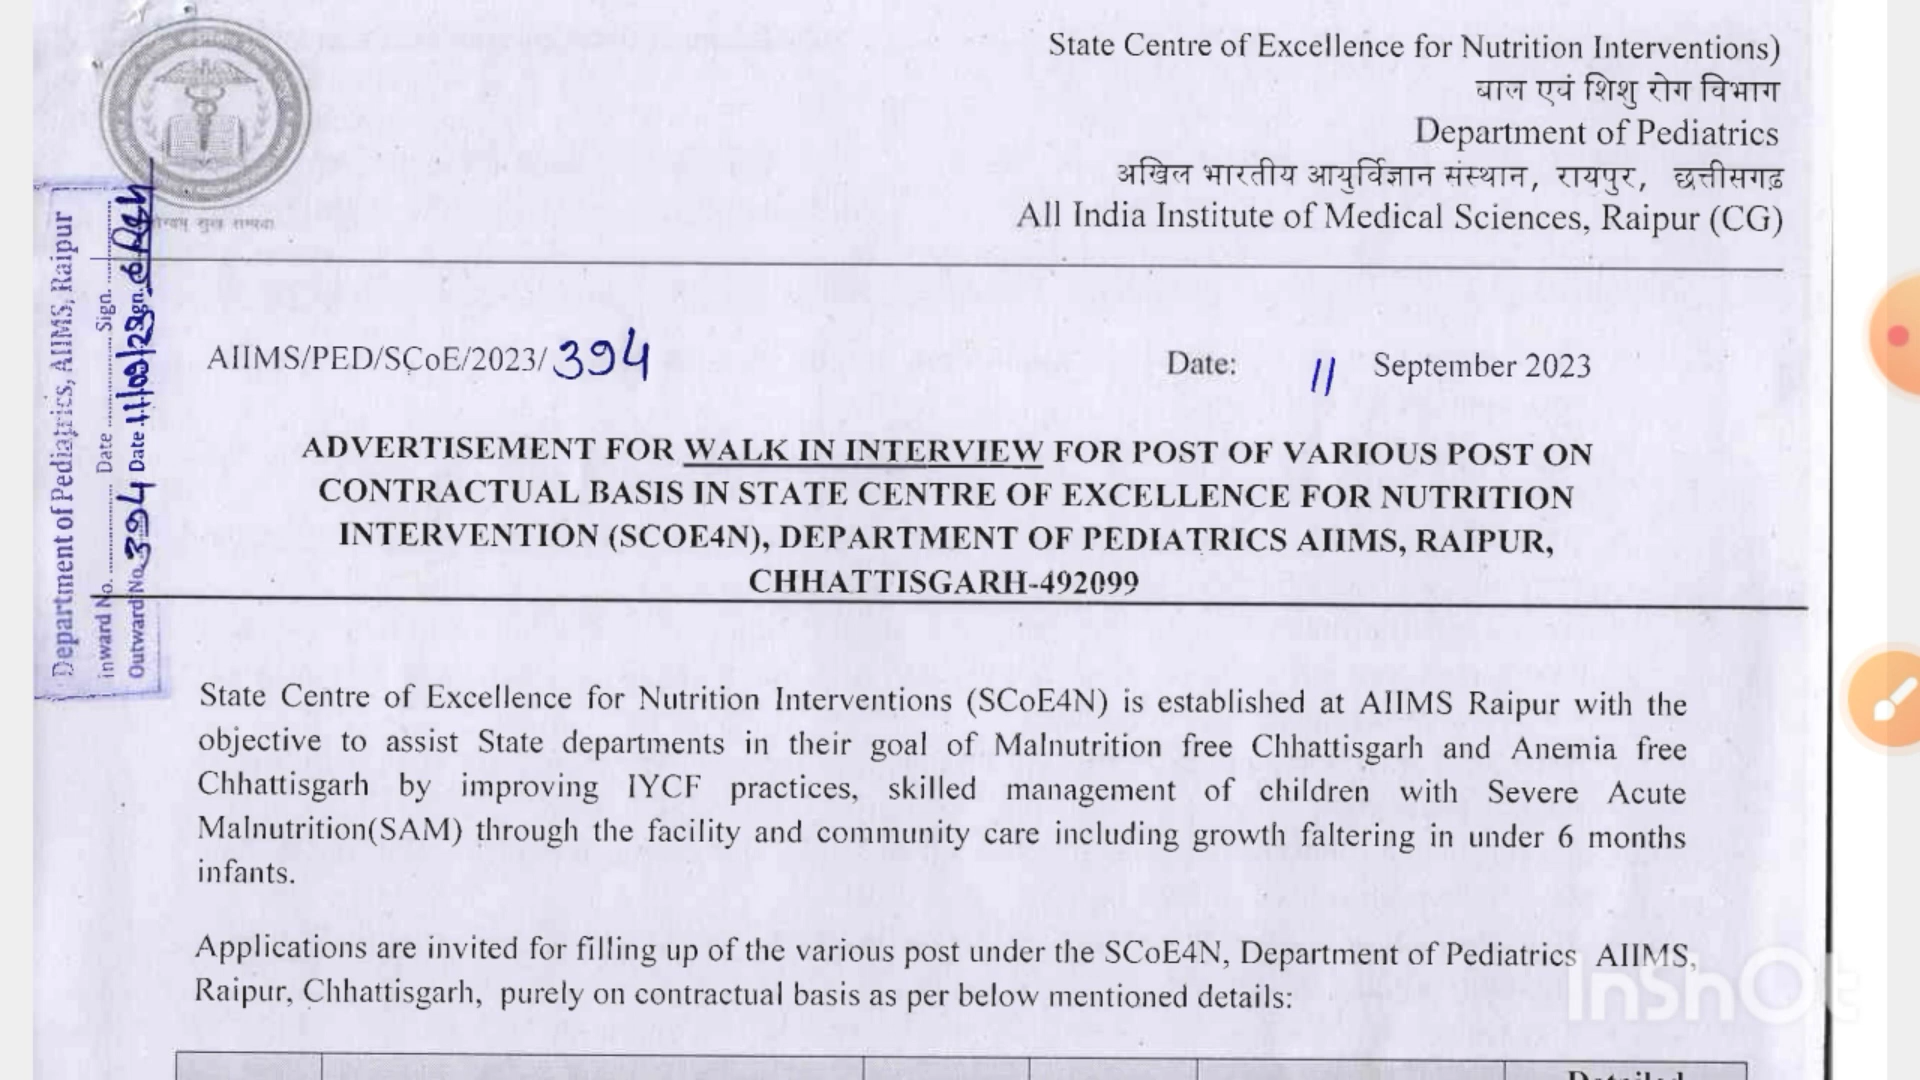 State Centre of Excellence for Nutrition Interventions)
बाल एवं शिशु रोग विभाग
Department of Pediatrics
अखिल भारतीय आयुर्विज्ञान संस्थान, रायपुर, छत्तीसगढ़
All India Institute of Medical Sciences, Raipur (CG)
Department of Pediatrics, AIIMS, Raipur
inward No. Date Sign.
Outward No. 394 Date 11/09/23 Sign.
AIIMS/PED/SCoE/2023/ 394
Date: 11 September 2023
ADVERTISEMENT FOR WALK IN INTERVIEW FOR POST OF VARIOUS POST ON
CONTRACTUAL BASIS IN STATE CENTRE OF EXCELLENCE FOR NUTRITION
INTERVENTION (SCOE4N), DEPARTMENT OF PEDIATRICS AIIMS, RAIPUR,
CHHATTISGARH-492099
State Centre of Excellence for Nutrition Interventions (SCoE4N) is established at AIIMS Raipur with the
objective to assist State departments in their goal of Malnutrition free Chhattisgarh and Anemia free
Chhattisgarh by improving IYCF practices, skilled management of children with Severe Acute
Malnutrition(SAM) through the facility and community care including growth faltering in under 6 months
infants.
Applications are invited for filling up of the various post under the SCoE4N, Department of Pediatrics AIIMS,
Raipur, Chhattisgarh, purely on contractual basis as per below mentioned details:
InShOt
Detailed